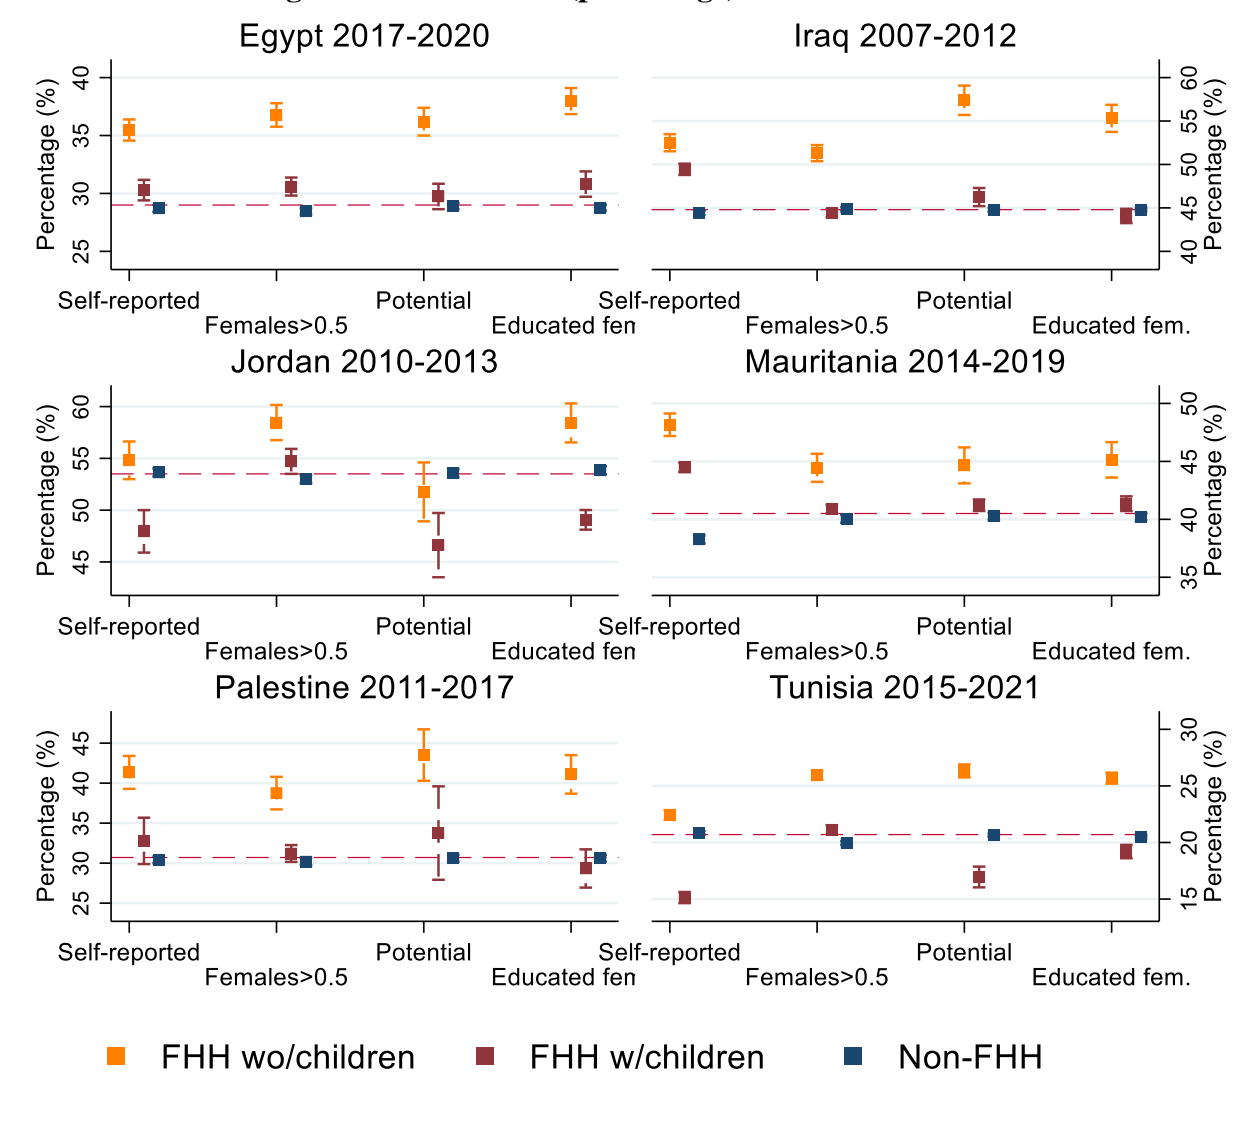 Egypt 2017-2020
Percentage (%)
40
35
30
25
Self-reported
Females>0.5
Potential
Educated fem
Iraq 2007-2012
Percentage (%)
60
55
50
45
40
Self-reported
Females>0.5
Potential
Educated fem.
Jordan 2010-2013
Percentage (%)
60
55
50
45
Self-reported
Females>0.5
Potential
Educated fem
Mauritania 2014-2019
Percentage (%)
50
45
40
35
Self-reported
Females>0.5
Potential
Educated fem.
Palestine 2011-2017
Percentage (%)
45
40
35
30
25
Self-reported
Females>0.5
Potential
Educated fem
Tunisia 2015-2021
Percentage (%)
30
25
20
15
Self-reported
Females>0.5
Potential
Educated fem.
FHH wo/children
FHH w/children
Non-FHH